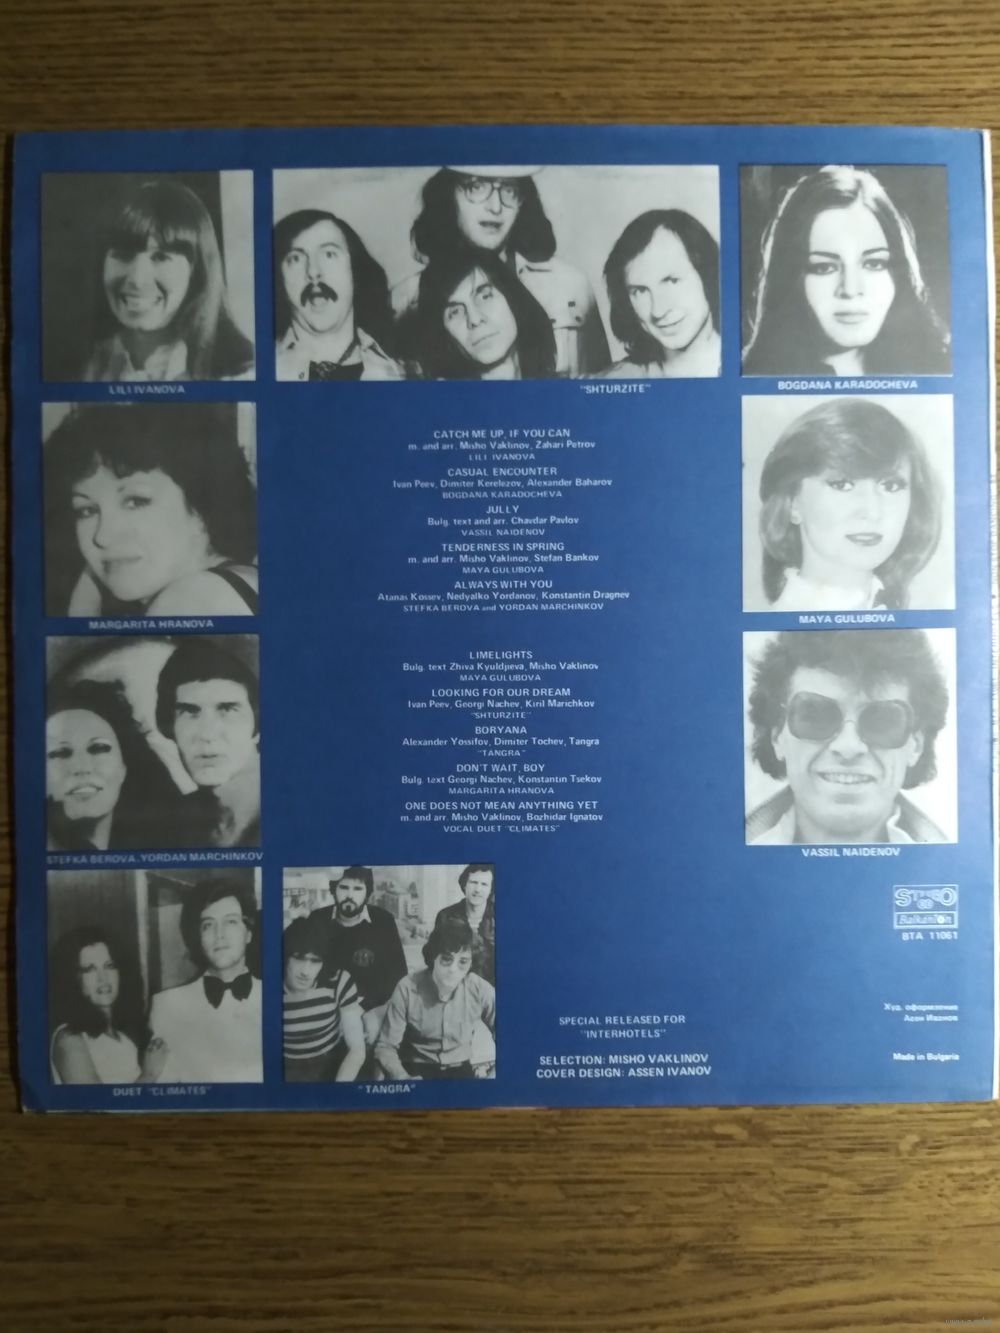 LILI IVANOVA
"SHTURZITE"
BOGDANA KARADOCHEVA
CATCH ME UP, IF YOU CAN
m. and arr. Misho Vaklinov, Zahari Petrov
LILI IVANOVA
CASUAL ENCOUNTER
Ivan Peev, Dimiter Kerelezov, Alexander Baharov
BOGDANA KARADOCHEVA
JULLY
Bulg. text and arr. Chavdar Pavlov
VASSIL NAIDENOV
TENDERNESS IN SPRING
m. and arr. Misho Vaklinov, Stefan Bankov
MAYA GULUBOVA
ALWAYS WITH YOU
Atanas Kossev, Nedyalko Yordanov, Konstantin Dragnev
STEFKA BEROVA and YORDAN MARCHINKOV
MARGARITA HRANOVA
MAYA GULUBOVA
LIMELIGHTS
Bulg. text Zhiva Kyuldjieva, Misho Vaklinov
MAYA GULUBOVA
LOOKING FOR OUR DREAM
Ivan Peev, Georgi Nachev, Kiril Marichkov
"SHTURZITE"
BORYANA
Alexander Yossifov, Dimiter Tochev, Tangra
"TANGRA"
DON'T WAIT, BOY
Bulg. text Georgi Nachev, Konstantin Tsekov
MARGARITA HRANOVA
ONE DOES NOT MEAN ANYTHING YET
m. and arr. Misho Vaklinov, Bozhidar Ignatov
VOCAL DUET "CLIMATES"
STEFKA BEROVA. YORDAN MARCHINKOV
VASSIL NAIDENOV
STEREO
Balkanton
BTA 11061
SPECIAL RELEASED FOR
"INTERHOTELS"
SELECTION: MISHO VAKLINOV
COVER DESIGN: ASSEN IVANOV
Худ. оформление
Асен Иванов
Made in Bulgaria
DUET "CLIMATES"
"TANGRA"